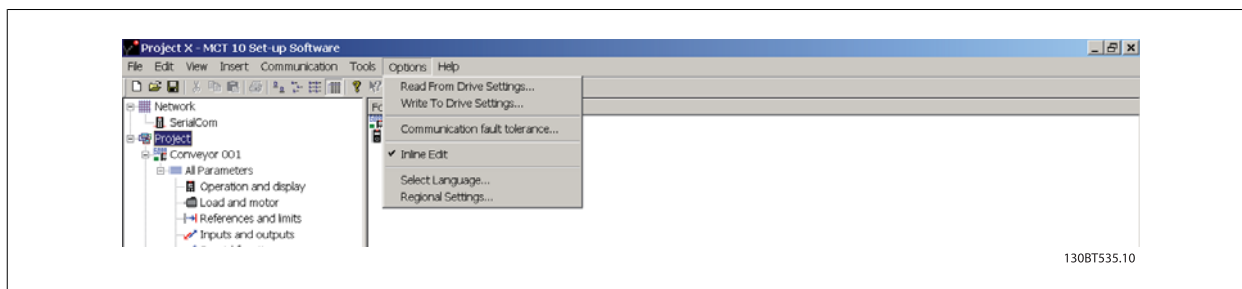 Project X - MCT 10 Set-up Software
File Edit View Insert Communication Tools Options Help
Read From Drive Settings...
Write To Drive Settings...
Communication fault tolerance...
Inline Edit
Select Language...
Regional Settings...
Network
SerialCom
Project
Conveyor 001
All Parameters
Operation and display
Load and motor
References and limits
Inputs and outputs
130BT535.10